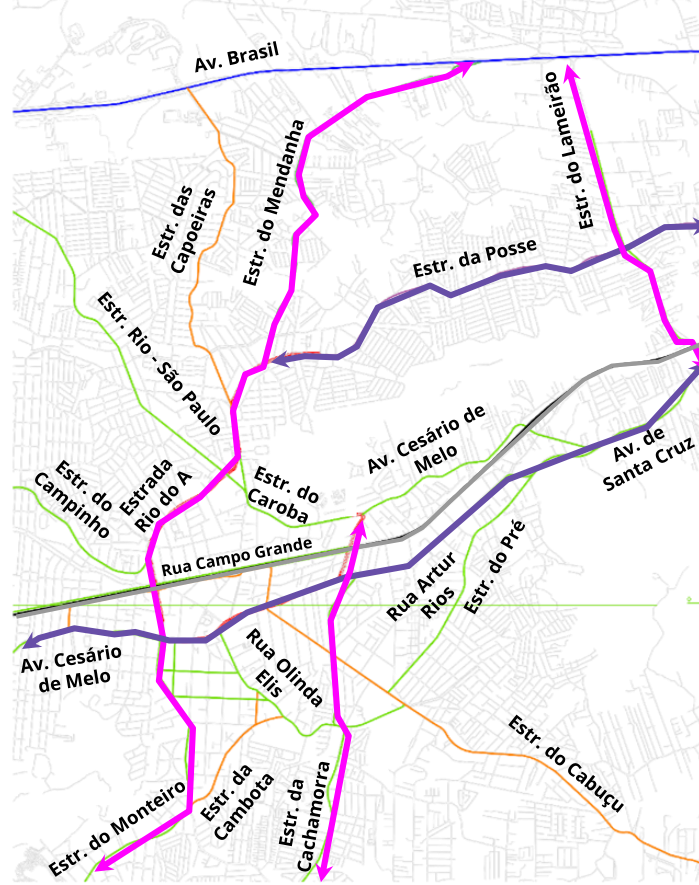 Av. Brasil
Estr. do Lameirão
Estr. do Mendanha
Estr. das
Capoeiras
Estr. da Posse
Estr. Rio - São Paulo
Av. Cesário de
Melo
Av. de
Santa Cruz
Estr. do
Campinho
Estrada
Rio do A
Estr. do
Caroba
Rua Campo Grande
Rua Artur
Rios
Estr. do Pré
Av. Cesário
de Melo
Rua Olinda
Elis
Estr. do Cabuçu
Estr. do Monteiro
Estr. da
Cambota
Estr. da
Cachamorra